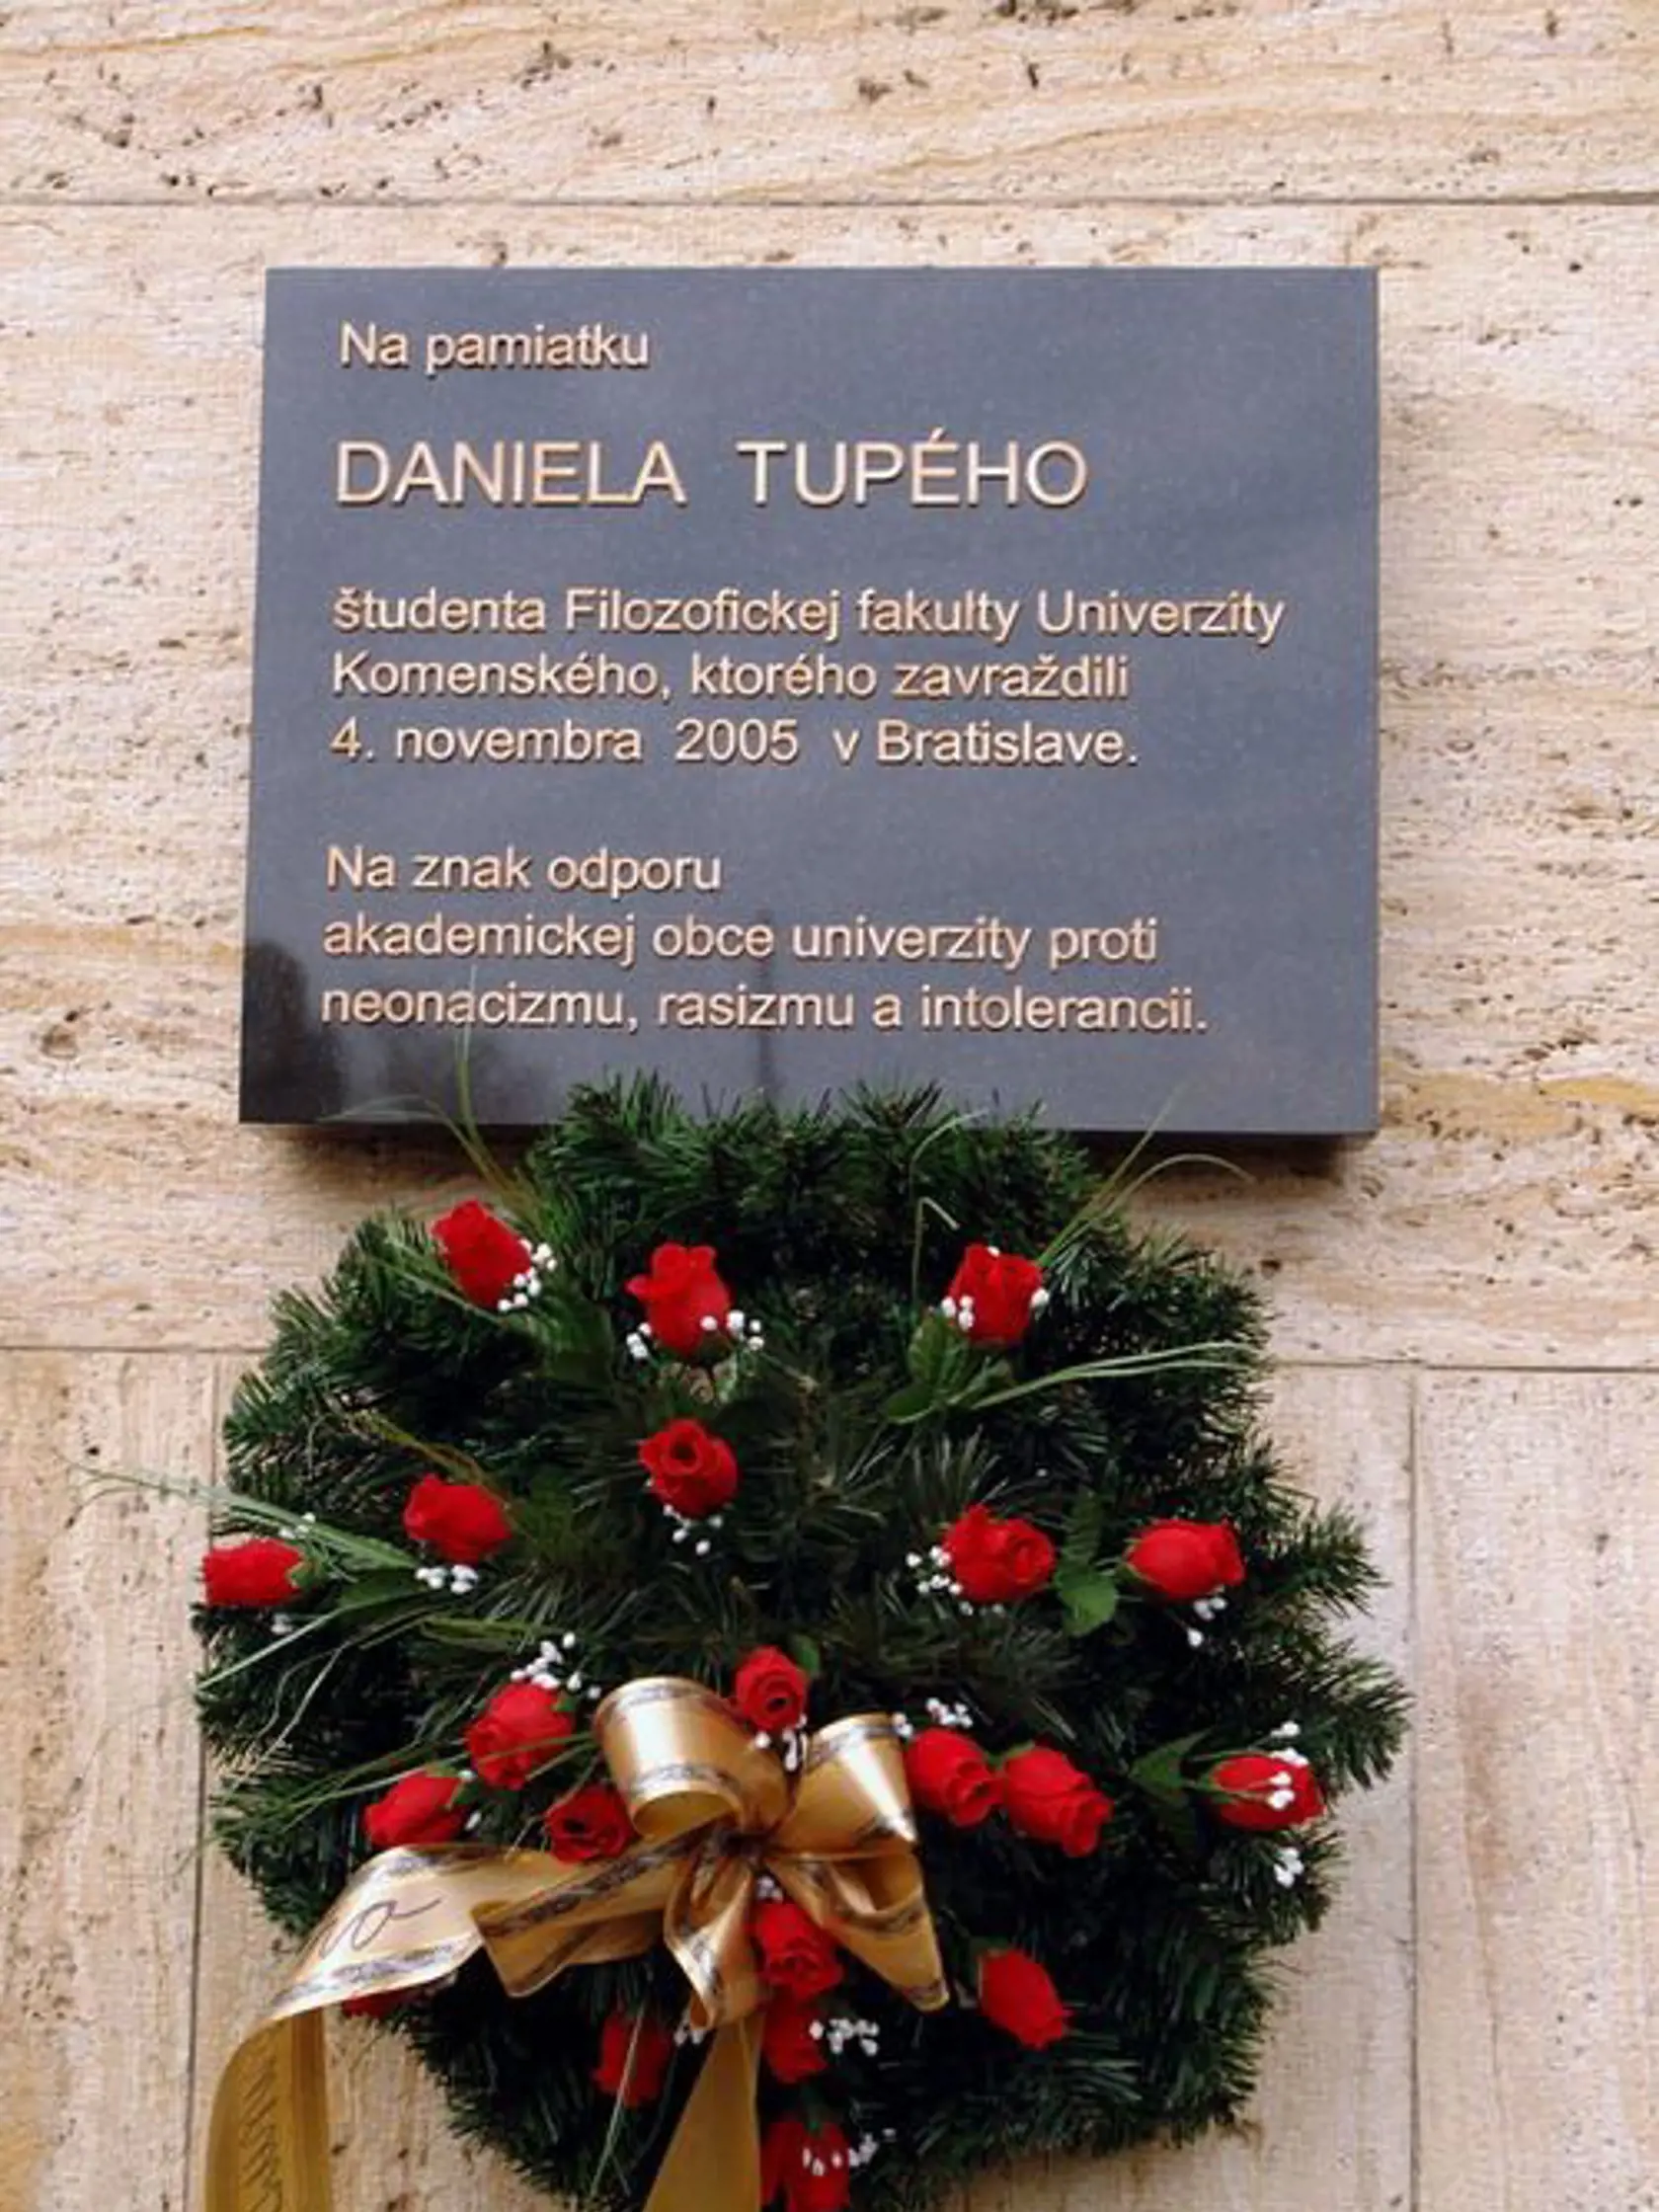 Na pamiatku
DANIELA TUPÉHO
študenta Filozofickej fakulty Univerzity
Komenského, ktorého zavraždili
4. novembra 2005 v Bratislave.
Na znak odporu
akademickej obce univerzity proti
neonacizmu, rasizmu a intolerancii.